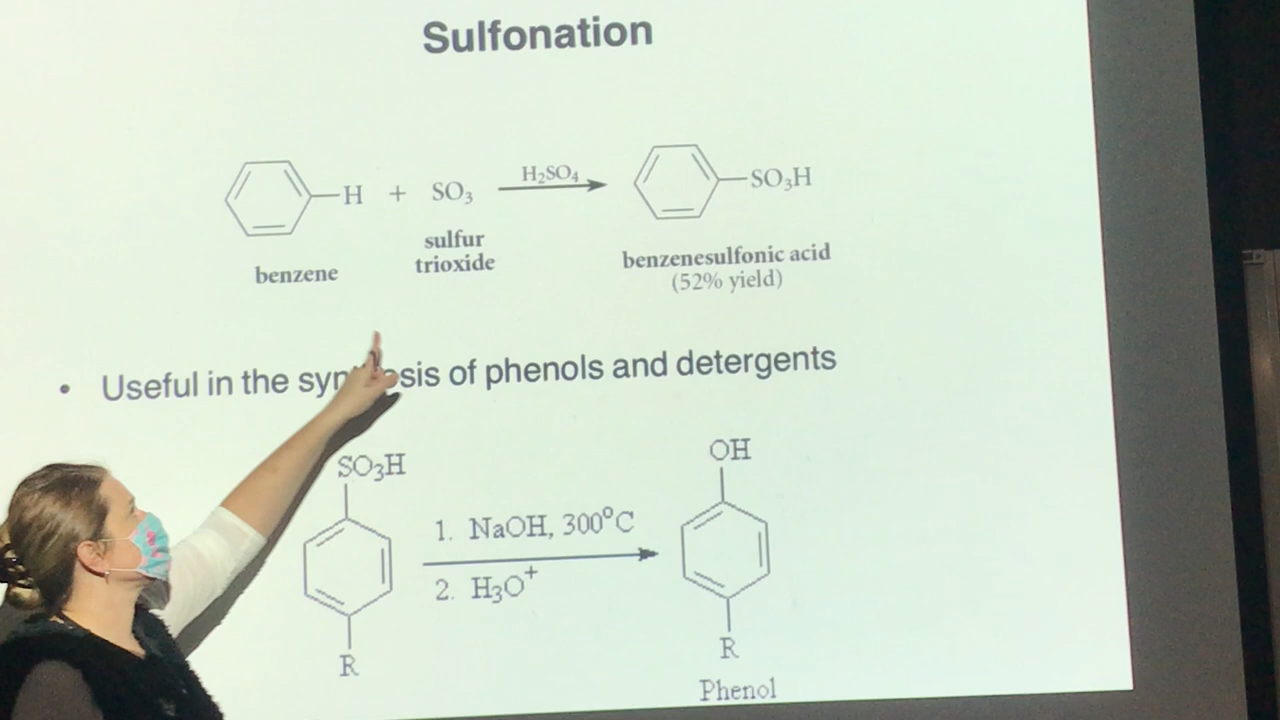 Sulfonation
H + SO₃ H₂SO₄ SO₃H
sulfur
trioxide
benzene
benzenesulfonic acid
(52% yield)
• Useful in the sis of phenols and detergents
SO₃H
OH
1. NaOH, 300°C
2. H₃O⁺
R
R
Phenol